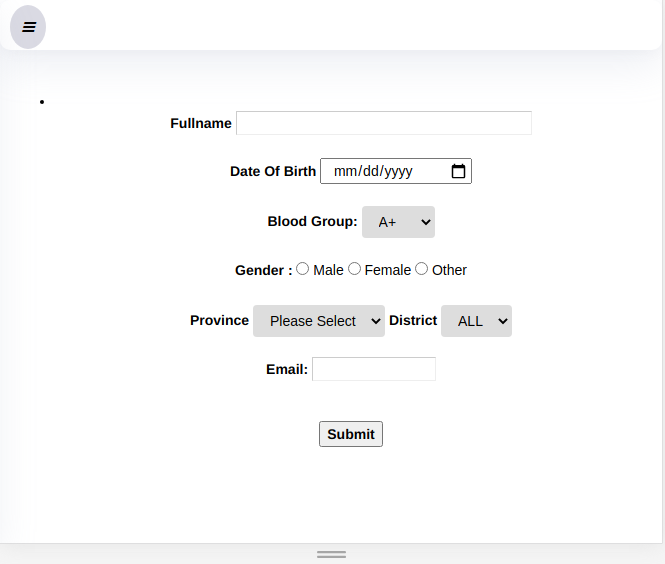 Fullname
Date Of Birth mm/dd/yyyy
Blood Group: A+
Gender : Male Female Other
Province Please Select District ALL
Email:
Submit